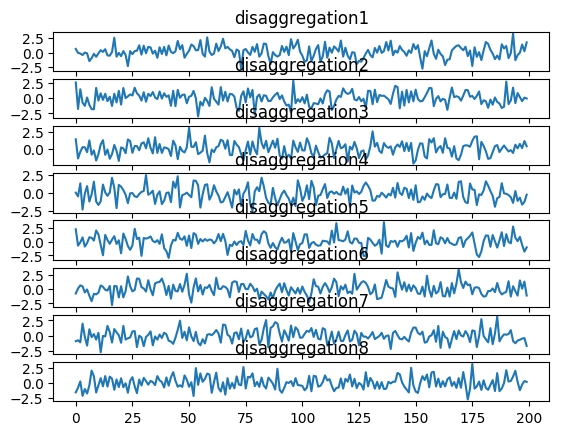 disaggregation1
2.5
0.0
−2.5
disaggregation2
2.5
0.0
−2.5
disaggregation3
2.5
0.0
disaggregation4
2.5
0.0
−2.5
disaggregation5
2.5
0.0
−2.5
disaggregation6
2.5
0.0
−2.5
disaggregation7
2.5
0.0
−2.5
disaggregation8
2.5
0.0
−2.5
0 25 50 75 100 125 150 175 200